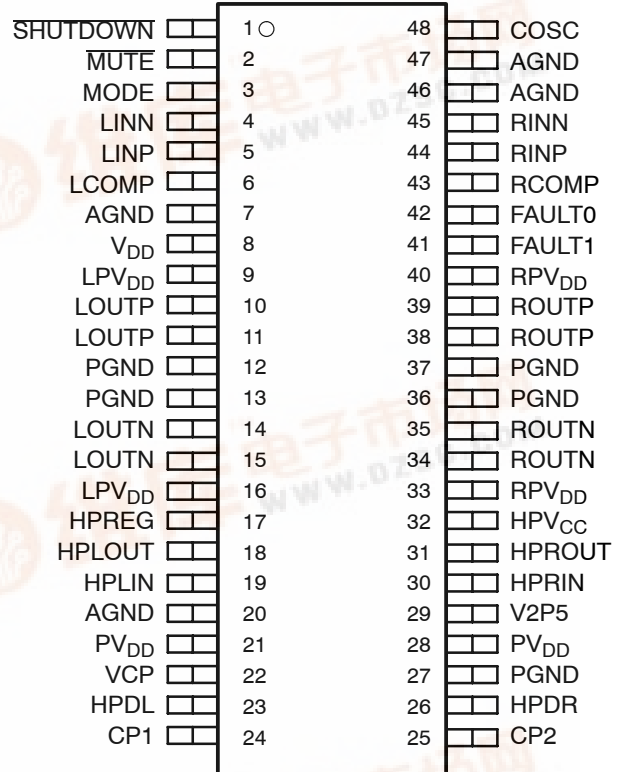 SHUTDOWN 1 48 COSC
MUTE 2 47 AGND
MODE 3 46 AGND
LINN 4 45 RINN
LINP 5 44 RINP
LCOMP 6 43 RCOMP
AGND 7 42 FAULT0
VDD 8 41 FAULT1
LPVDD 9 40 RPVDD
LOUTP 10 39 ROUTP
LOUTP 11 38 ROUTP
PGND 12 37 PGND
PGND 13 36 PGND
LOUTN 14 35 ROUTN
LOUTN 15 34 ROUTN
LPVDD 16 33 RPVDD
HPREG 17 32 HPVCC
HPLOUT 18 31 HPROUT
HPLIN 19 30 HPRIN
AGND 20 29 V2P5
PVDD 21 28 PVDD
VCP 22 27 PGND
HPDL 23 26 HPDR
CP1 24 25 CP2